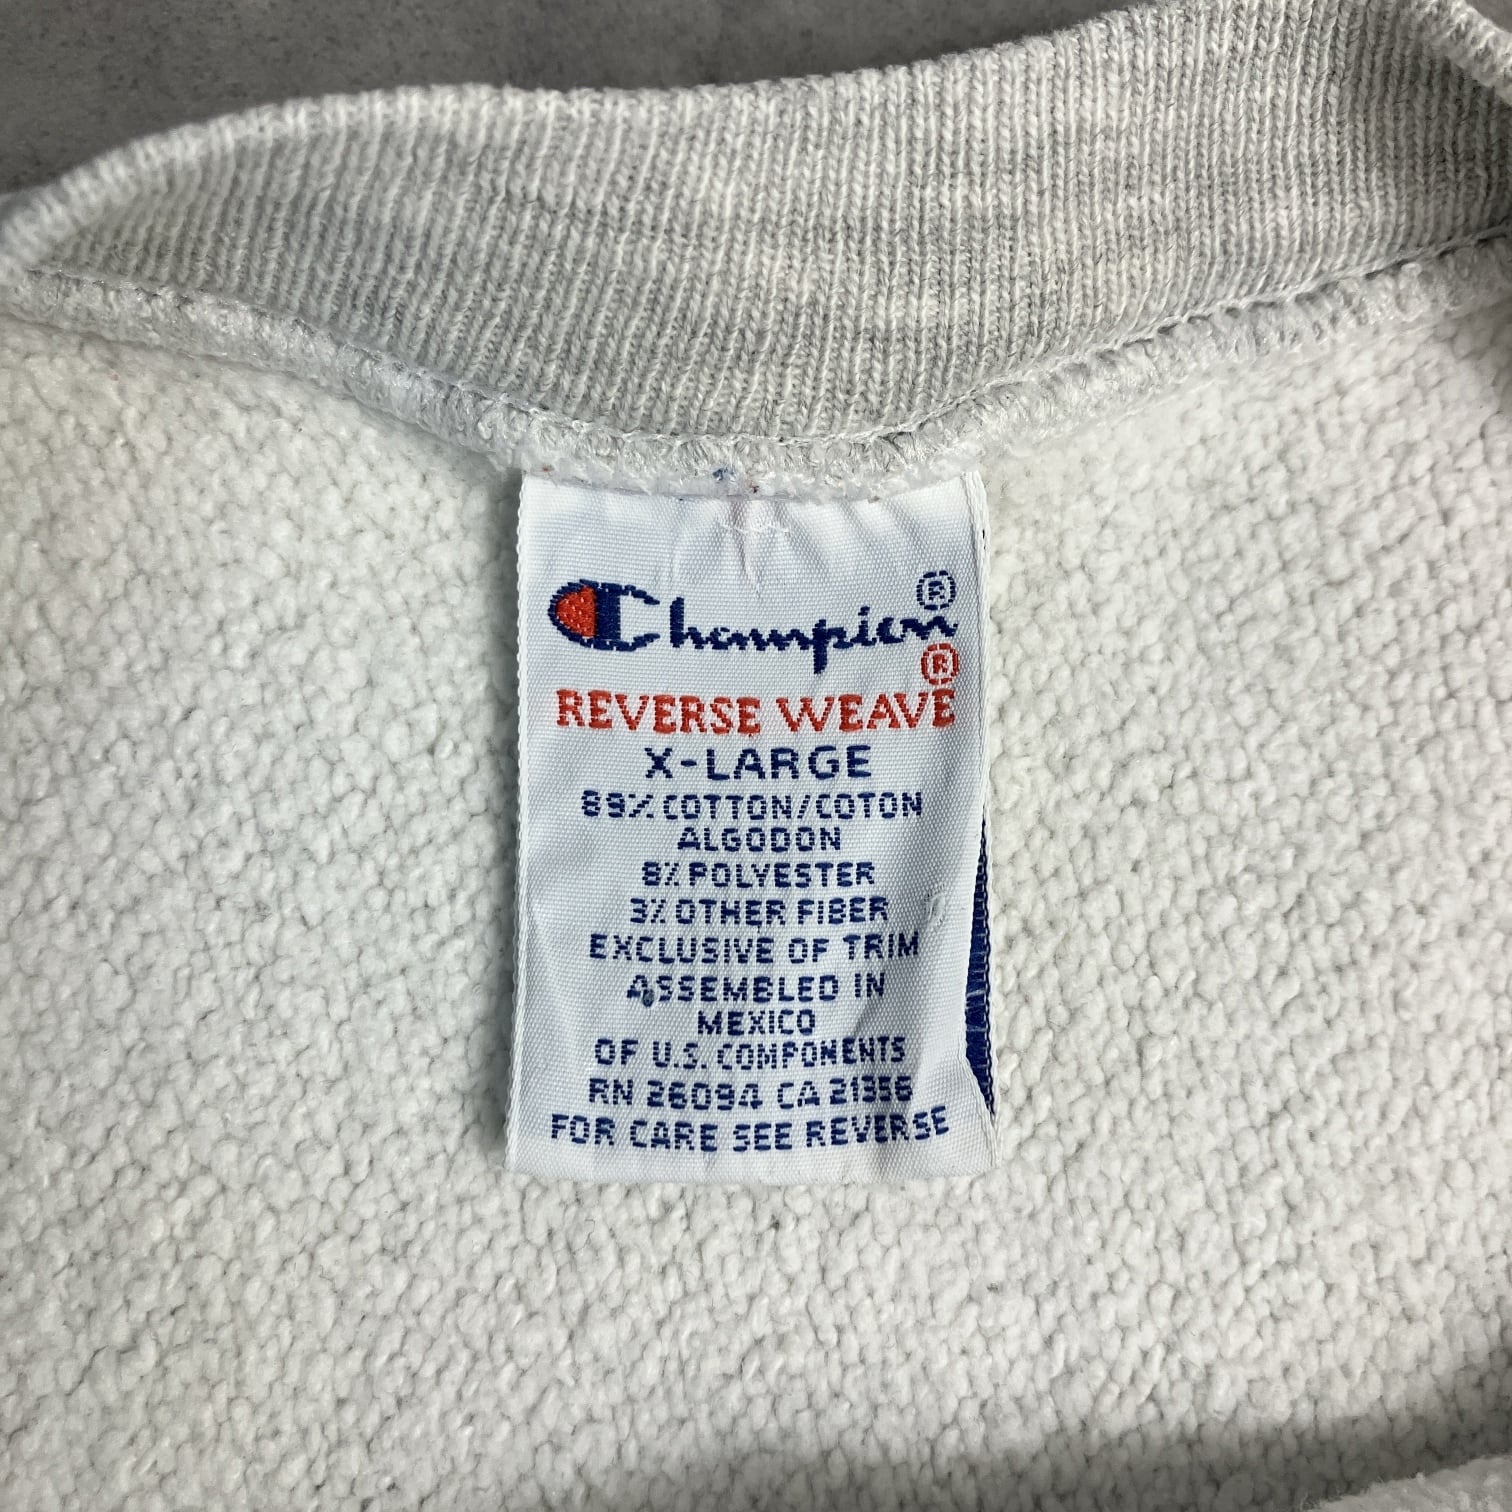 Champion®
REVERSE WEAVE®
X-LARGE
89% COTTON/COTON
ALGODON
8% POLYESTER
3% OTHER FIBER
EXCLUSIVE OF TRIM
ASSEMBLED IN
MEXICO
OF U.S. COMPONENTS
RN 26094 CA 21356
FOR CARE SEE REVERSE